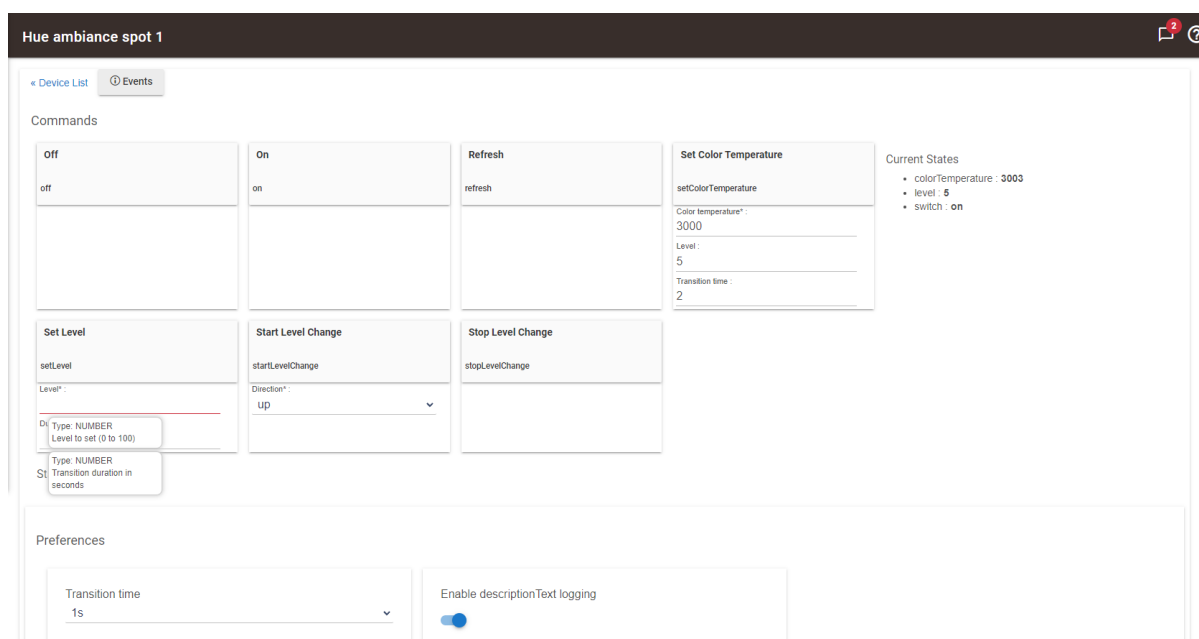 Hue ambiance spot 1
2
« Device List
Events
Commands
Off
off
On
on
Refresh
refresh
Set Color Temperature
setColorTemperature
Color temperature* :
3000
Level :
5
Transition time :
2
Current States
colorTemperature : 3003
level : 5
switch : on
Set Level
setLevel
Level* :
Du
Type: NUMBER
Level to set (0 to 100)
Type: NUMBER
Transition duration in
seconds
Start Level Change
startLevelChange
Direction* :
up
Stop Level Change
stopLevelChange
St
Preferences
Transition time
1s
Enable descriptionText logging